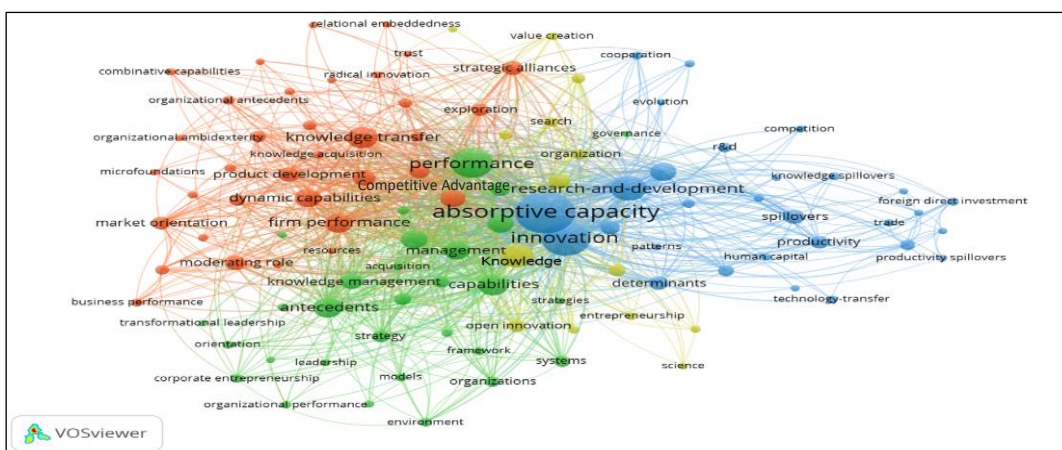 relational embeddedness
value creation
trust
cooperation
combinative capabilities
radical innovation
strategic alliances
organizational antecedents
exploration
evolution
search
organizational ambidexterity
knowledge transfer
governance
competition
knowledge acquisition
performance
organization
r&d
microfoundations
product development
knowledge spillovers
Competitive Advantage
research-and-development
dynamic capabilities
foreign direct investment
market orientation
firm performance
absorptive capacity
spillovers
trade
innovation
resources
management
patterns
productivity
moderating role
acquisition
Knowledge
human capital
productivity spillovers
knowledge management
capabilities
determinants
business performance
antecedents
strategies
technology-transfer
transformational leadership
open innovation
entrepreneurship
orientation
strategy
framework
leadership
systems
science
corporate entrepreneurship
models
organizations
organizational performance
environment
VOSviewer